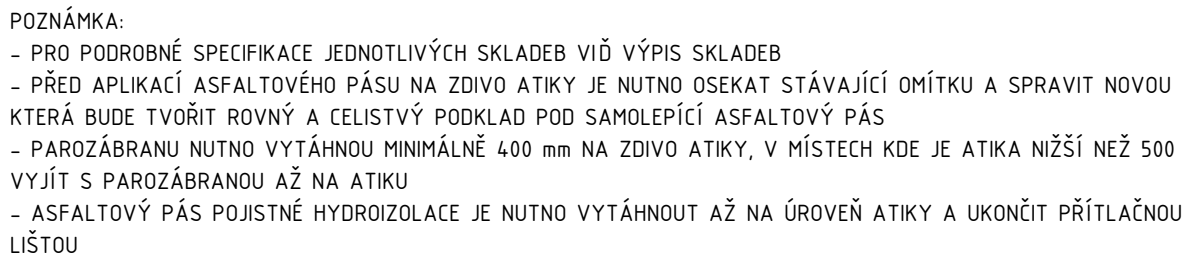 POZNÁMKA:
- PRO PODROBNÉ SPECIFIKACE JEDNOTLIVÝCH SKLADEB VIĎ VÝPIS SKLADEB
- PŘED APLIKACÍ ASFALTOVÉHO PÁSU NA ZDIVO ATIKY JE NUTNO OSEKAT STÁVAJÍCÍ OMÍTKU A SPRAVIT NOVOU
KTERÁ BUDE TVOŘIT ROVNÝ A CELISTVÝ PODKLAD POD SAMOLEPÍCÍ ASFALTOVÝ PÁS
- PAROZÁBRANU NUTNO VYTÁHNOU MINIMÁLNĚ 400 mm NA ZDIVO ATIKY, V MÍSTECH KDE JE ATIKA NIŽŠÍ NEŽ 500
VYJÍT S PAROZÁBRANOU AŽ NA ATIKU
- ASFALTOVÝ PÁS POJISTNÉ HYDROIZOLACE JE NUTNO VYTÁHNOUT AŽ NA ÚROVEŇ ATIKY A UKONČIT PŘÍTLAČNOU
LIŠTOU